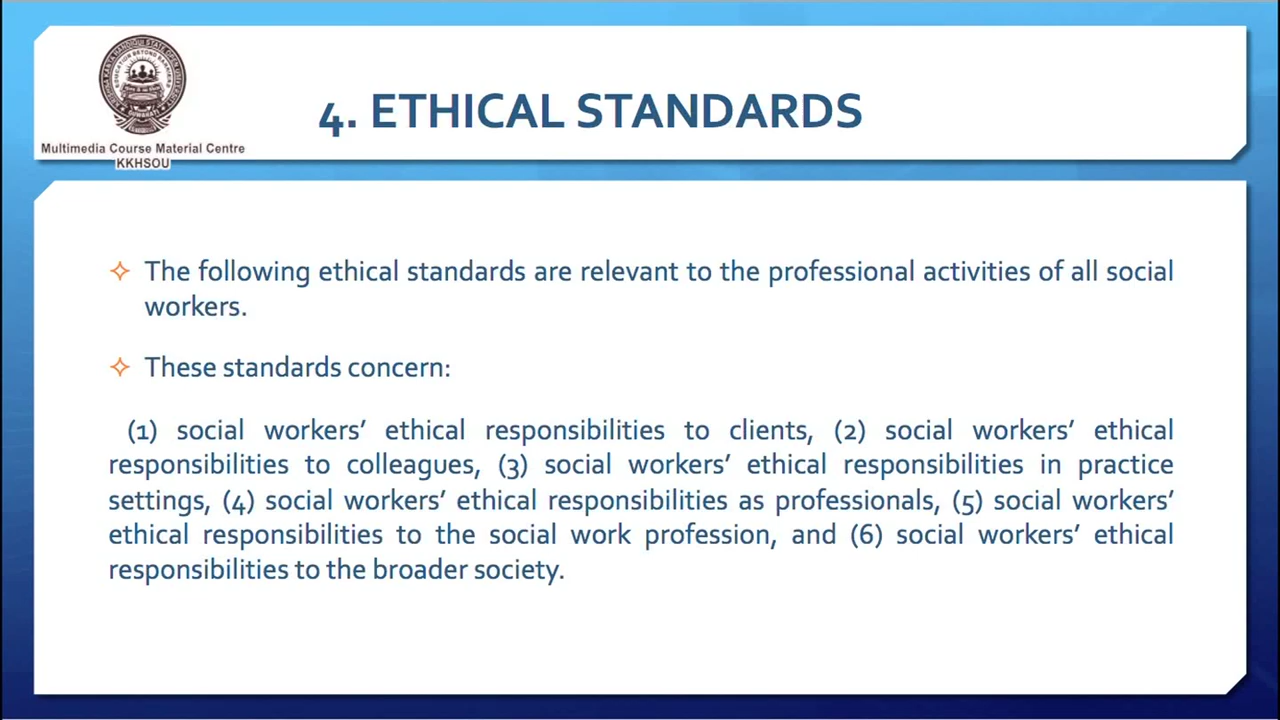 4. ETHICAL STANDARDS
Multimedia Course Material Centre
KKHSOU
The following ethical standards are relevant to the professional activities of all social
workers.
These standards concern:
(1) social workers’ ethical responsibilities to clients, (2) social workers’ ethical
responsibilities to colleagues, (3) social workers’ ethical responsibilities in practice
settings, (4) social workers’ ethical responsibilities as professionals, (5) social workers’
ethical responsibilities to the social work profession, and (6) social workers’ ethical
responsibilities to the broader society.